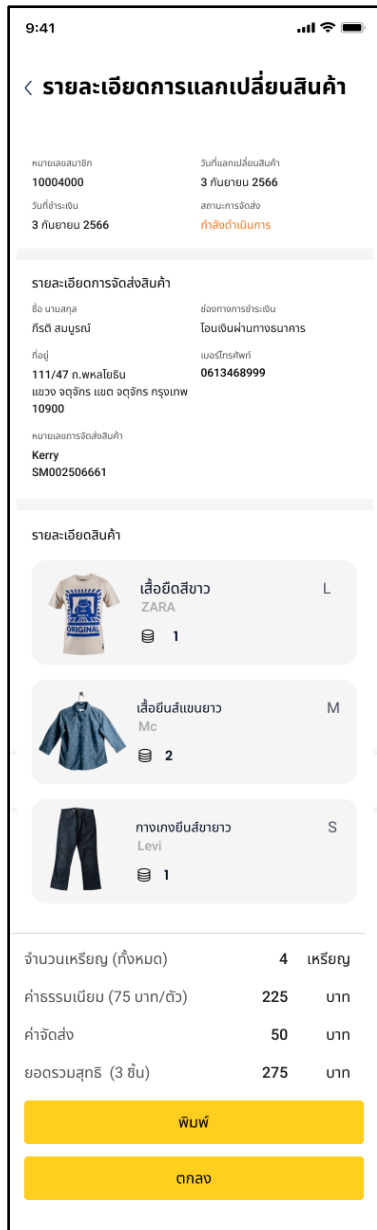 9:41
รายละเอียดการแลกเปลี่ยนสินค้า
หมายเลขสมาชิก
วันที่แลกเปลี่ยนสินค้า
10004000
3 กันยายน 2566
วันที่ชำระเงิน
สถานะการจัดส่ง
3 กันยายน 2566
กำลังดำเนินการ
รายละเอียดการจัดส่งสินค้า
ชื่อ นามสกุล
ช่องทางการชำระเงิน
กีรติ สมบูรณ์
โอนเงินผ่านทางธนาคาร
ที่อยู่
เบอร์โทรศัพท์
111/47 ถ.พหลโยธิน
0613468999
แขวง จตุจักร แขต จตุจักร กรุงเทพ
10900
หมายเลขการจัดส่งสินค้า
Kerry
SM002506661
รายละเอียดสินค้า
ORIGINAL
เสื้อยืดสีขาว
L
ZARA
1
เสื้อยีนส์แขนยาว
M
Mc
2
กางเกงยีนส์ขายาว
S
Levi
1
จำนวนเหรียญ (ทั้งหมด) 4 เหรียญ
ค่าธรรมเนียม (75 บาท/ตัว) 225 บาท
ค่าจัดส่ง 50 บาท
ยอดรวมสุทธิ (3 ชิ้น) 275 บาท
พิมพ์
ตกลง